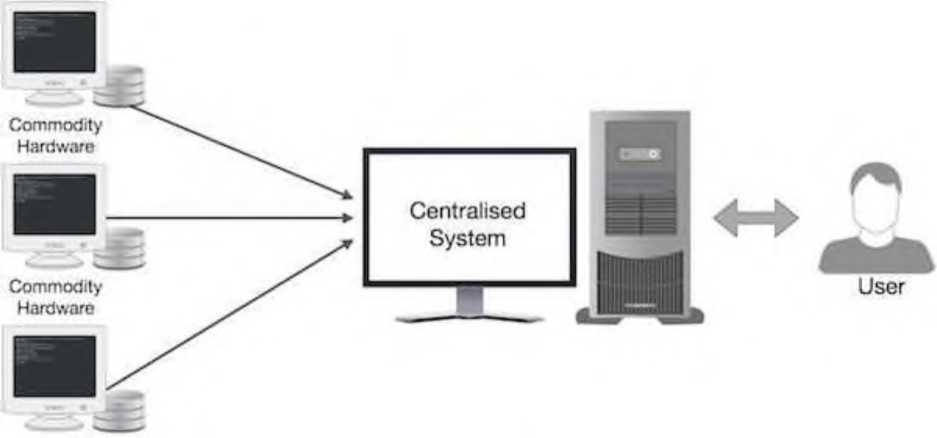 Commodity
Hardware
Commodity
Hardware
Centralised
System
User